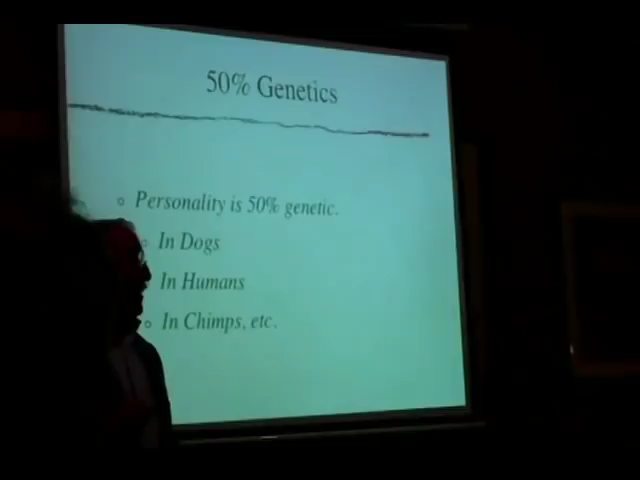 50% Genetics
Personality is 50% genetic.
In Dogs
In Humans
In Chimps, etc.